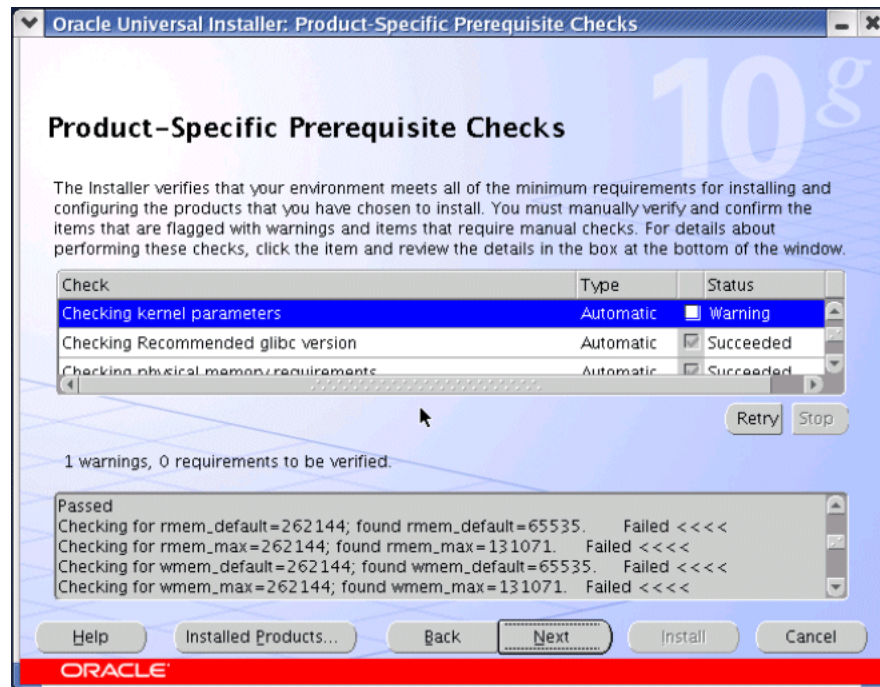 Oracle Universal Installer: Product-Specific Prerequisite Checks
10g
Product-Specific Prerequisite Checks
The Installer verifies that your environment meets all of the minimum requirements for installing and
configuring the products that you have chosen to install. You must manually verify and confirm the
items that are flagged with warnings and items that require manual checks. For details about
performing these checks, click the item and review the details in the box at the bottom of the window.
Check Type Status
Checking kernel parameters Automatic Warning
Checking Recommended glibc version Automatic Succeeded
Checking physical memory requirements Automatic Succeeded
Retry Stop
1 warnings, 0 requirements to be verified.
Passed
Checking for rmem_default=262144; found rmem_default=65535. Failed <<<<
Checking for rmem_max=262144; found rmem_max=131071. Failed <<<<
Checking for wmem_default=262144; found wmem_default=65535. Failed <<<<
Checking for wmem_max=262144; found wmem_max=131071. Failed <<<<
Help Installed Products... Back Next Install Cancel
ORACLE